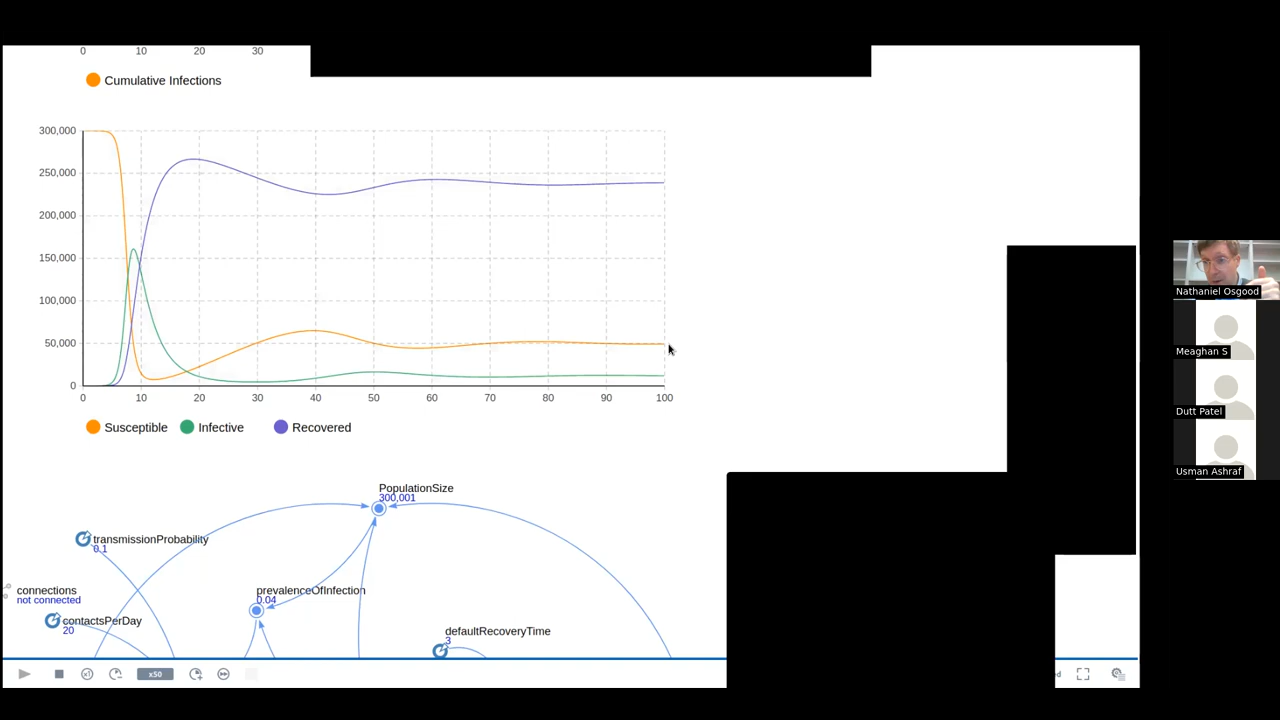 0 10 20 30
Cumulative Infections
300,000
250,000
200,000
150,000
100,000
50,000
0
0 10 20 30 40 50 60 70 80 90 100
Susceptible Infective Recovered
PopulationSize
300,001
transmissionProbability
0.1
connections
not connected
prevalenceOfInfection
0.04
contactsPerDay
20
defaultRecoveryTime
3
x1
x50
Nathaniel Osgood
Meaghan S
Dutt Patel
Usman Ashraf